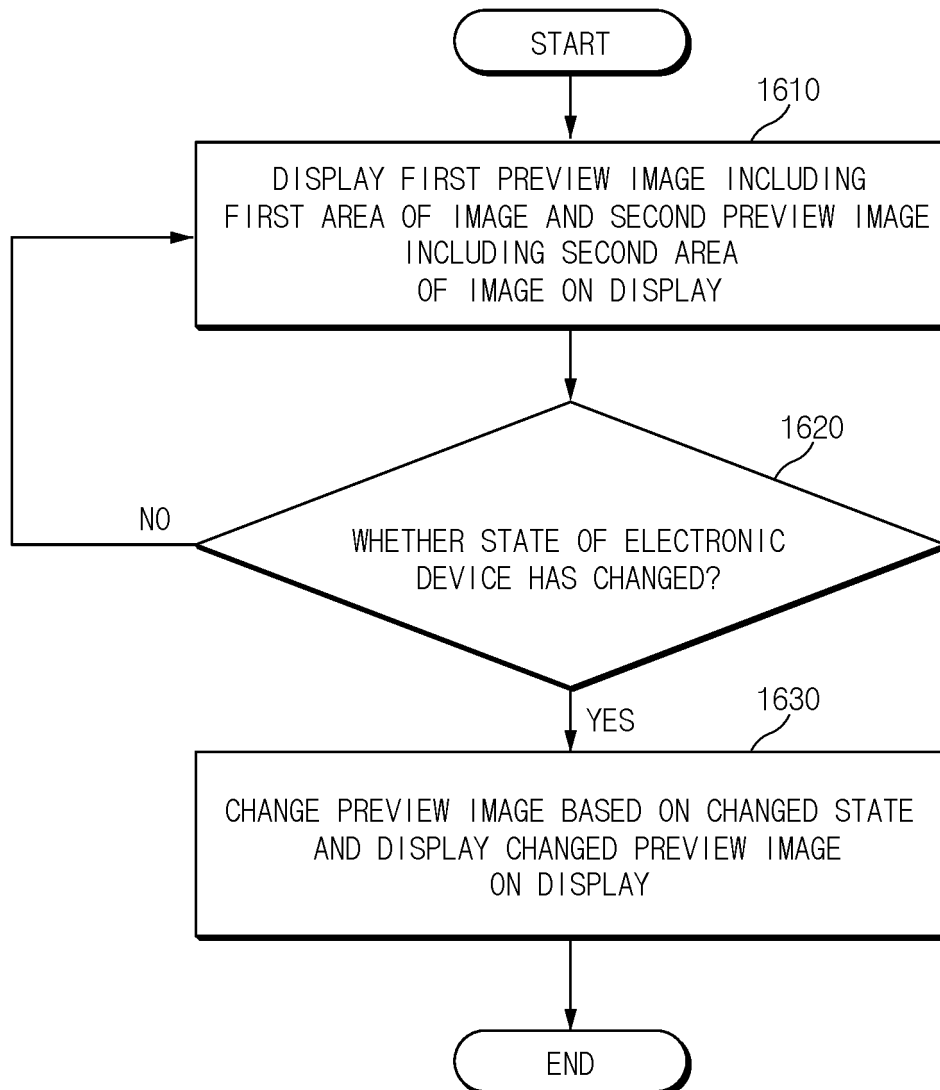 START
1610
DISPLAY FIRST PREVIEW IMAGE INCLUDING
FIRST AREA OF IMAGE AND SECOND PREVIEW IMAGE
INCLUDING SECOND AREA
OF IMAGE ON DISPLAY
1620
NO
WHETHER STATE OF ELECTRONIC
DEVICE HAS CHANGED?
YES
1630
CHANGE PREVIEW IMAGE BASED ON CHANGED STATE
AND DISPLAY CHANGED PREVIEW IMAGE
ON DISPLAY
END